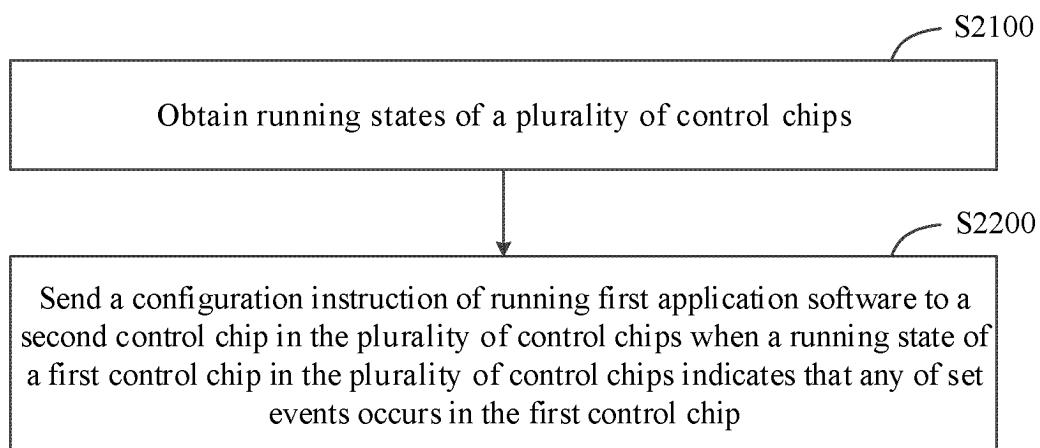 S2100
Obtain running states of a plurality of control chips
S2200
Send a configuration instruction of running first application software to a
second control chip in the plurality of control chips when a running state of
a first control chip in the plurality of control chips indicates that any of set
events occurs in the first control chip